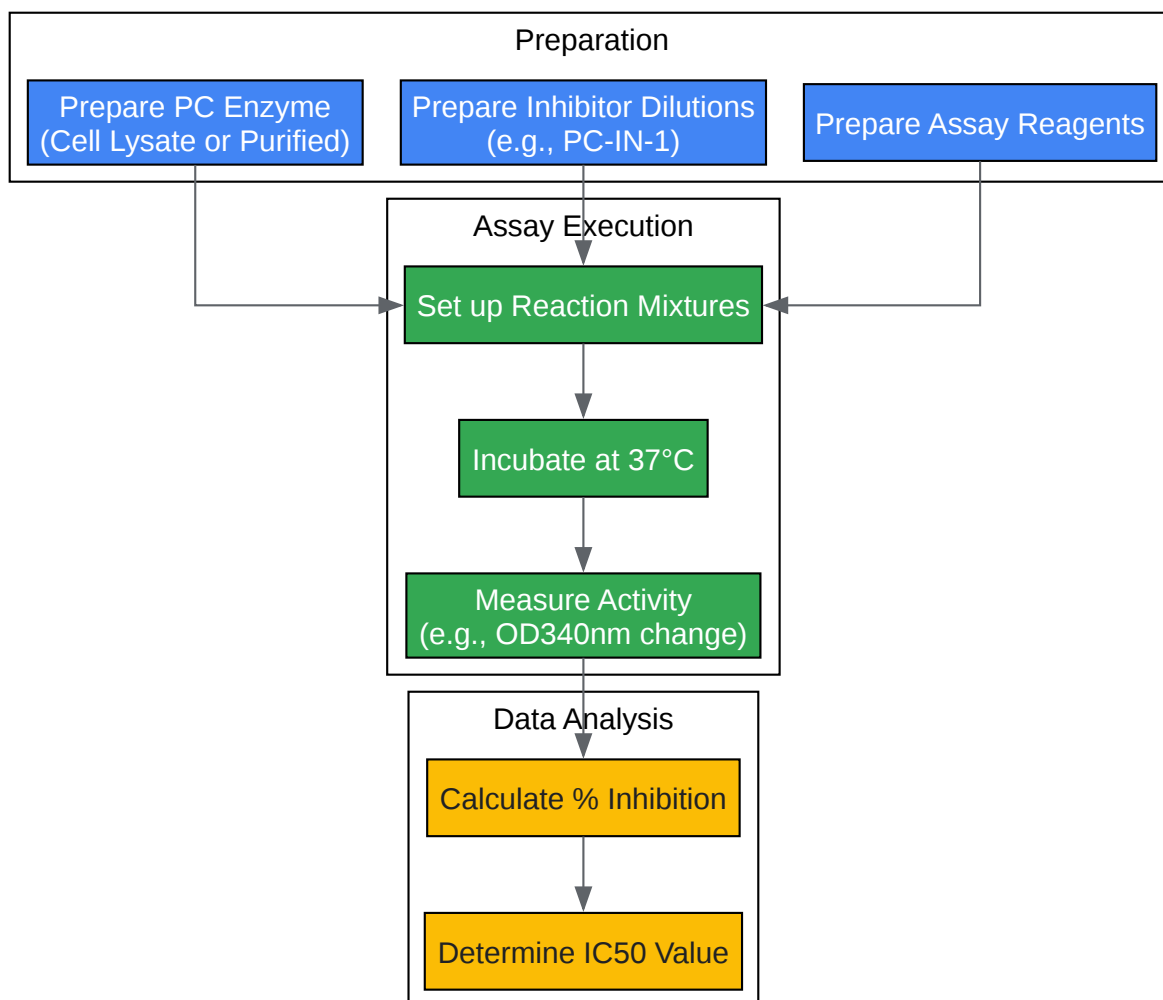 Preparation
Prepare PC Enzyme
(Cell Lysate or Purified)
Prepare Inhibitor Dilutions
(e.g., PC-IN-1)
Prepare Assay Reagents
Assay Execution
Set up Reaction Mixtures
Incubate at 37°C
Measure Activity
(e.g., OD340nm change)
Data Analysis
Calculate % Inhibition
Determine IC50 Value